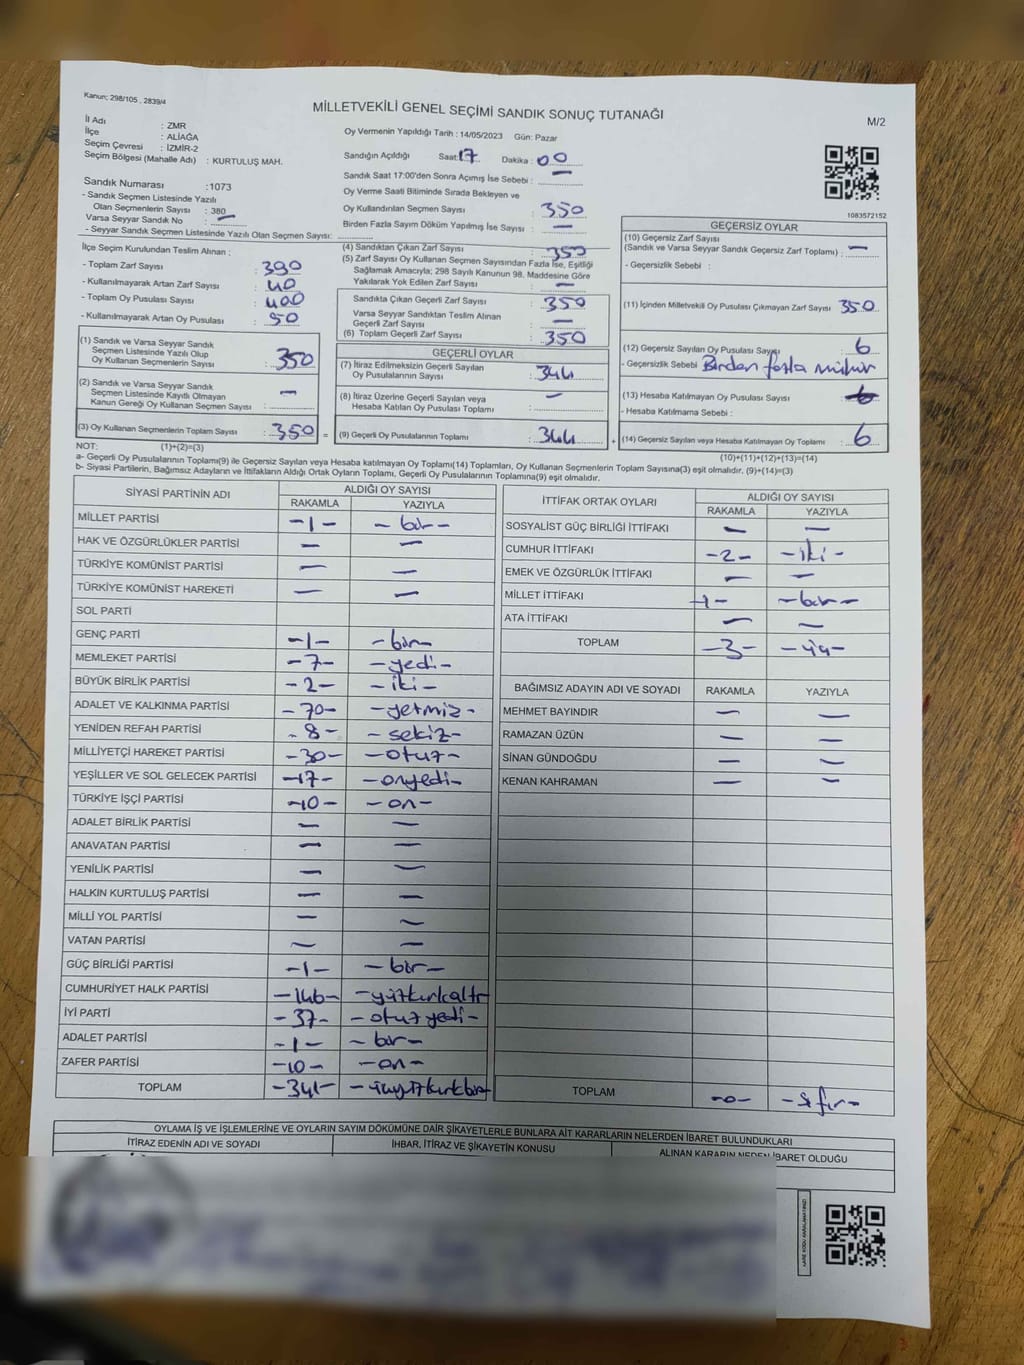 Kanun; 298/105 , 2839/4
MİLLETVEKİLİ GENEL SEÇİMİ SANDIK SONUÇ TUTANAĞI
M/2
İl Adı : ZMR
İlçe : ALİAĞA
Seçim Çevresi : İZMİR-2
Seçim Bölgesi (Mahalle Adı) : KURTULUŞ MAH.
Sandık Numarası :1073
- Sandık Seçmen Listesinde Yazılı
Olan Seçmenlerin Sayısı : 380
Varsa Seyyar Sandık No : —
- Seyyar Sandık Seçmen Listesinde Yazılı Olan Seçmen Sayısı:
Oy Vermenin Yapıldığı Tarih : 14/05/2023 Gün: Pazar
Sandığın Açıldığı Saat: 17 Dakika : 00
Sandık Saat 17:00'den Sonra Açımış İse Sebebi : —
Oy Verme Saati Bitiminde Sırada Bekleyen ve
Oy Kullandırılan Seçmen Sayısı : 350
Birden Fazla Sayım Döküm Yapılmış İse Sayısı : —
1083572152
İlçe Seçim Kurulundan Teslim Alınan :
- Toplam Zarf Sayısı : 390
- Kullanılmayarak Artan Zarf Sayısı : 40
- Toplam Oy Pusulası Sayısı : 400
- Kullanılmayarak Artan Oy Pusulası : 50
(1) Sandık ve Varsa Seyyar Sandık
Seçmen Listesinde Yazılı Olup
Oy Kullanan Seçmenlerin Sayısı : 350
(2) Sandık ve Varsa Seyyar Sandık
Seçmen Listesinde Kayıtlı Olmayan
Kanun Gereği Oy Kullanan Seçmen Sayısı : —
(3) Oy Kullanan Seçmenlerin Toplam Sayısı : 350 =
(4) Sandıktan Çıkan Zarf Sayısı : 350
(5) Zarf Sayısı Oy Kullanan Seçmen Sayısından Fazla İse, Eşitliği
Sağlamak Amacıyla; 298 Sayılı Kanunun 98. Maddesine Göre
Yakılarak Yok Edilen Zarf Sayısı : —
Sandıkta Çıkan Geçerli Zarf Sayısı : 350
Varsa Seyyar Sandıktan Teslim Alınan
Geçerli Zarf Sayısı : —
(6) Toplam Geçerli Zarf Sayısı : 350
GEÇERLİ OYLAR
(7) İtiraz Edilmeksizin Geçerli Sayılan
Oy Pusulalarının Sayısı : 344
(8) İtiraz Üzerine Geçerli Sayılan veya
Hesaba Katılan Oy Pusulası Toplamı : —
(9) Geçerli Oy Pusulalarının Toplamı : 344 +
GEÇERSİZ OYLAR
(10) Geçersiz Zarf Sayısı
(Sandık ve Varsa Seyyar Sandık Geçersiz Zarf Toplamı) : —
- Geçersizlik Sebebi :
(11) İçinden Milletvekili Oy Pusulası Çıkmayan Zarf Sayısı 350
(12) Geçersiz Sayılan Oy Pusulası Sayısı : 6
- Geçersizlik Sebebi Birden fazla mühür
(13) Hesaba Katılmayan Oy Pusulası Sayısı :
- Hesaba Katılmama Sebebi :
(14) Geçersiz Sayılan veya Hesaba Katılmayan Oy Toplamı : 6
NOT: (1)+(2)=(3)
(10)+(11)+(12)+(13)=(14)
a- Geçerli Oy Pusulalarının Toplamı(9) ile Geçersiz Sayılan veya Hesaba katılmayan Oy Toplamı(14) Toplamları, Oy Kullanan Seçmenlerin Toplam Sayısına(3) eşit olmalıdır. (9)+(14)=(3)
b- Siyasi Partilerin, Bağımsız Adayların ve İttifakların Aldığı Ortak Oyların Toplamı, Geçerli Oy Pusulalarının Toplamına(9) eşit olmalıdır.
SİYASİ PARTİNİN ADI ALDIĞI OY SAYISI
RAKAMLA YAZIYLA
MİLLET PARTİSİ -1- -bir-
HAK VE ÖZGÜRLÜKLER PARTİSİ — —
TÜRKİYE KOMÜNİST PARTİSİ — —
TÜRKİYE KOMÜNİST HAREKETİ — —
SOL PARTİ
GENÇ PARTİ -1- -bir-
MEMLEKET PARTİSİ -7- -yedi-
BÜYÜK BİRLİK PARTİSİ -2- -iki-
ADALET VE KALKINMA PARTİSİ -70- -yetmiz-
YENİDEN REFAH PARTİSİ -8- -sekiz-
MİLLİYETÇİ HAREKET PARTİSİ -30- -otuz-
YEŞİLLER VE SOL GELECEK PARTİSİ -17- -onyedi-
TÜRKİYE İŞÇİ PARTİSİ -10- -on-
ADALET BİRLİK PARTİSİ — —
ANAVATAN PARTİSİ — —
YENİLİK PARTİSİ — —
HALKIN KURTULUŞ PARTİSİ — —
MİLLİ YOL PARTİSİ — —
VATAN PARTİSİ — —
GÜÇ BİRLİĞİ PARTİSİ -1- -bir-
CUMHURİYET HALK PARTİSİ -146- -yüzkırkaltı
İYİ PARTİ -37- -otuzyedi-
ADALET PARTİSİ -1- -bir-
ZAFER PARTİSİ -10- -on-
TOPLAM -341- -üçyüzkırkbir
İTTİFAK ORTAK OYLARI ALDIĞI OY SAYISI
RAKAMLA YAZIYLA
SOSYALİST GÜÇ BİRLİĞİ İTTİFAKI — —
CUMHUR İTTİFAKI -2- -iki-
EMEK VE ÖZGÜRLÜK İTTİFAKI — —
MİLLET İTTİFAKI -1- -bir-
ATA İTTİFAKI — —
TOPLAM -3- -üç-
BAĞIMSIZ ADAYIN ADI VE SOYADI RAKAMLA YAZIYLA
MEHMET BAYINDIR — —
RAMAZAN ÜZÜN — —
SİNAN GÜNDOĞDU — —
KENAN KAHRAMAN — —
TOPLAM -0- -sıfır-
OYLAMA İŞ VE İŞLEMLERİNE VE OYLARIN SAYIM DÖKÜMÜNE DAİR ŞİKAYETLERLE BUNLARA AİT KARARLARIN NELERDEN İBARET BULUNDUKLARI
İTİRAZ EDENİN ADI VE SOYADI İHBAR, İTİRAZ VE ŞİKAYETİN KONUSU ALINAN KARARIN NEDEN İBARET OLDUĞU